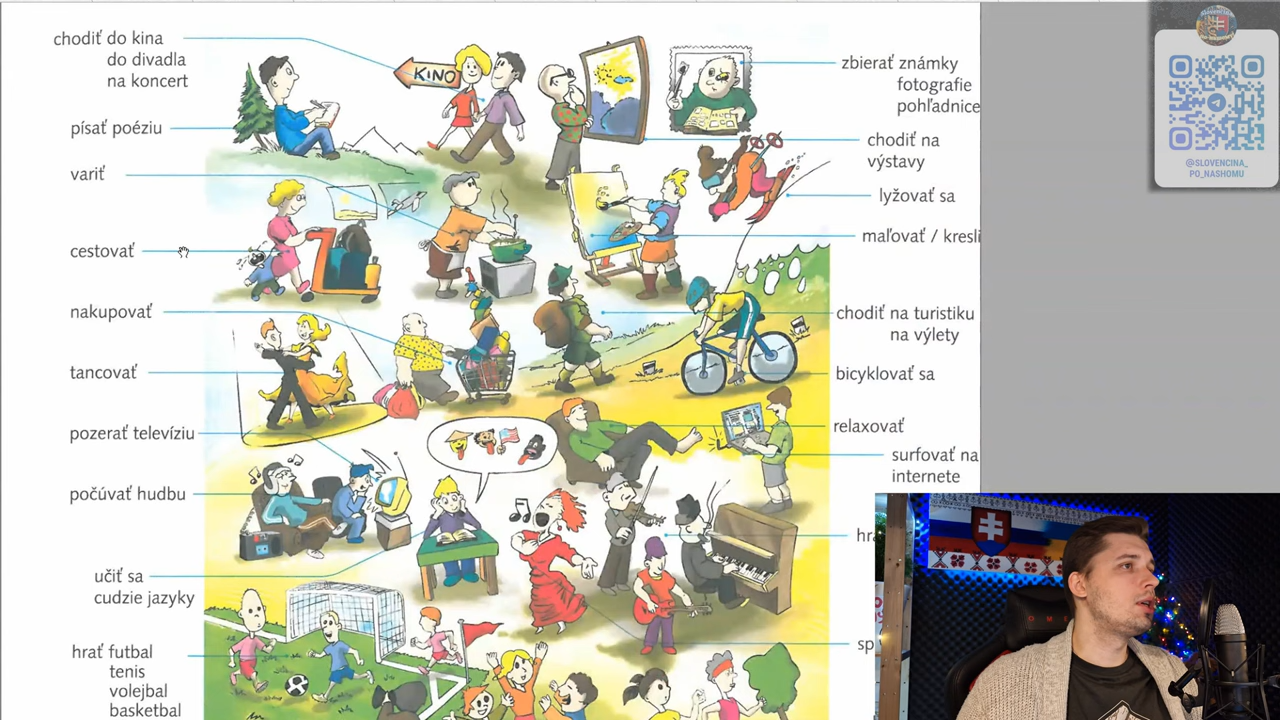 chodiť do kina
do divadla
na koncert
písať poéziu
variť
cestovať
nakupovať
tancovať
pozerať televíziu
počúvať hudbu
učiť sa
cudzie jazyky
hrať futbal
tenis
volejbal
basketbal
KINO
zbierať známky
fotografie
pohľadnice
chodiť na
výstavy
lyžovať sa
maľovať / kresli
chodiť na turistiku
na výlety
bicyklovať sa
relaxovať
surfovať na
internete
hra
sp
@SLOVENCINA_
PO_NASHOMU